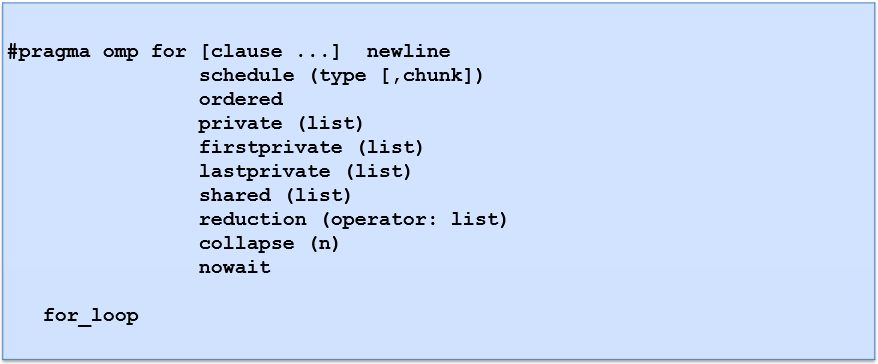 #pragma omp for [clause ...]  newline
                schedule (type [,chunk])
                ordered
                private (list)
                firstprivate (list)
                lastprivate (list)
                shared (list)
                reduction (operator: list)
                collapse (n)
                nowait
   for_loop